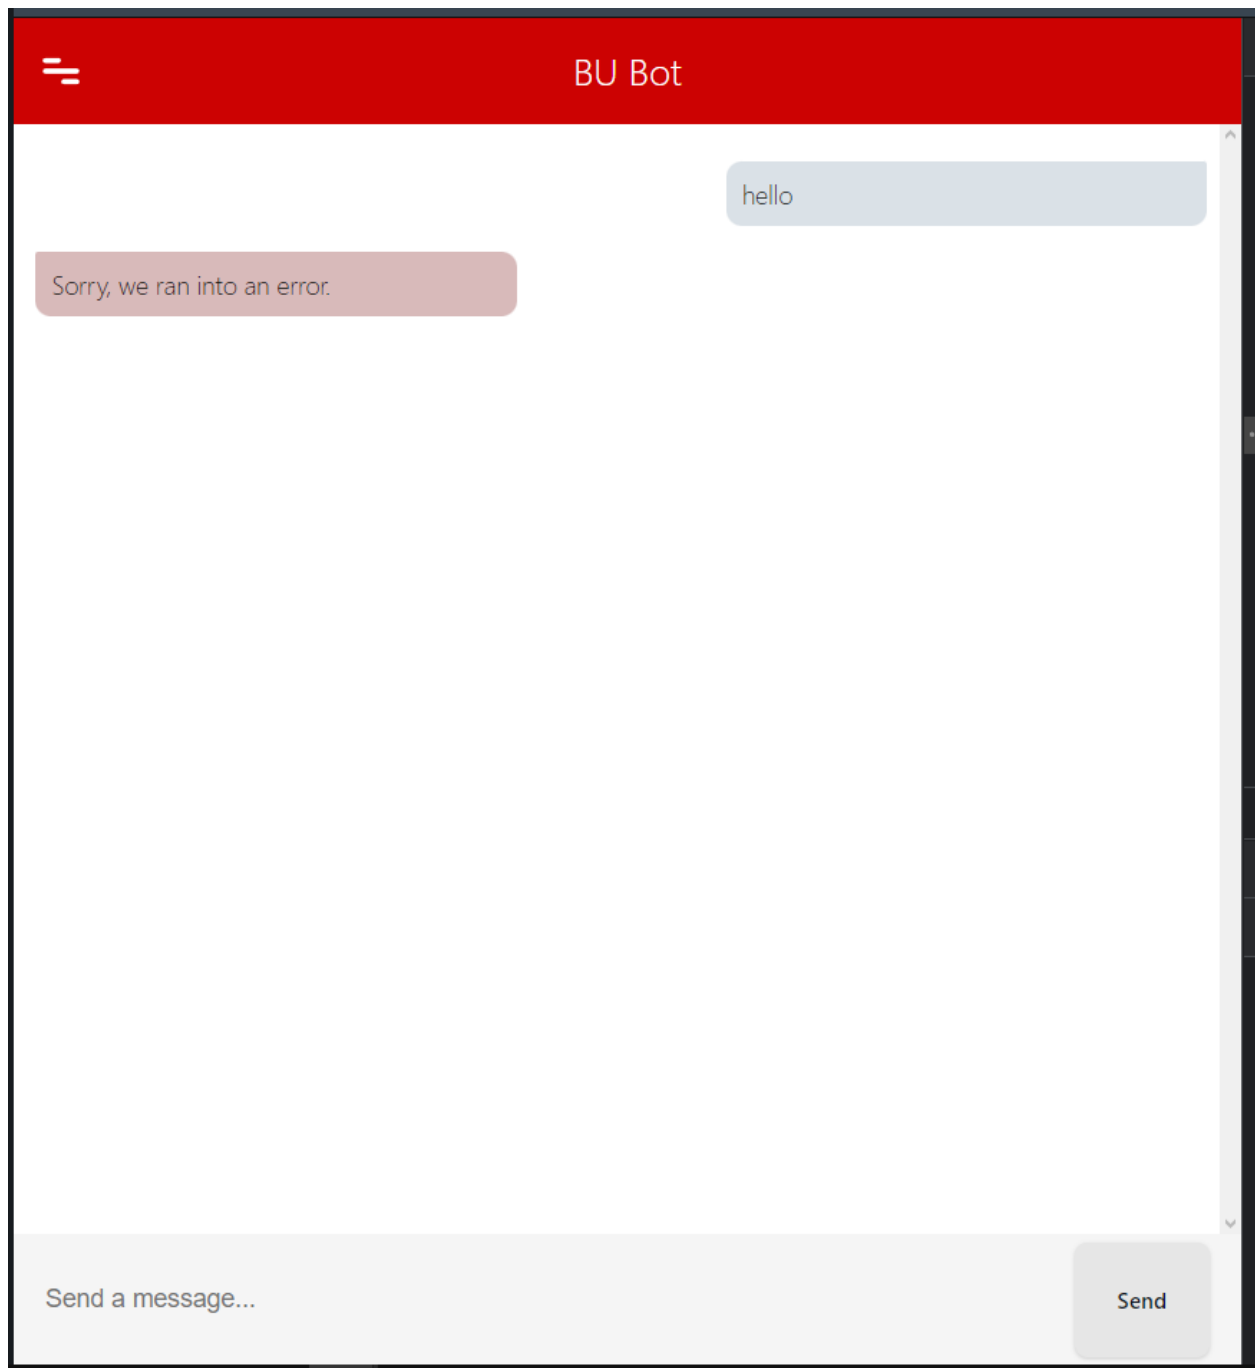 BU Bot
hello
Sorry, we ran into an error.
Send a message...
Send